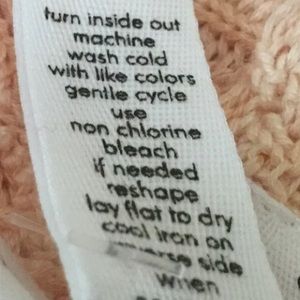 turn inside out
machine
wash cold
with like colors
gentle cycle
use
non chlorine
bleach
if needed
reshape
lay flat to dry
cool iron on
reverse side
when